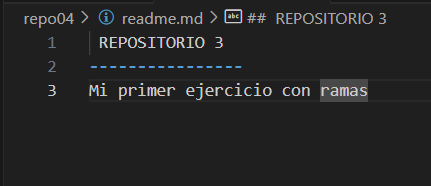 repo04 > readme.md > ## REPOSITORIO 3
1 REPOSITORIO 3
2 ----------------
3 Mi primer ejercicio con ramas